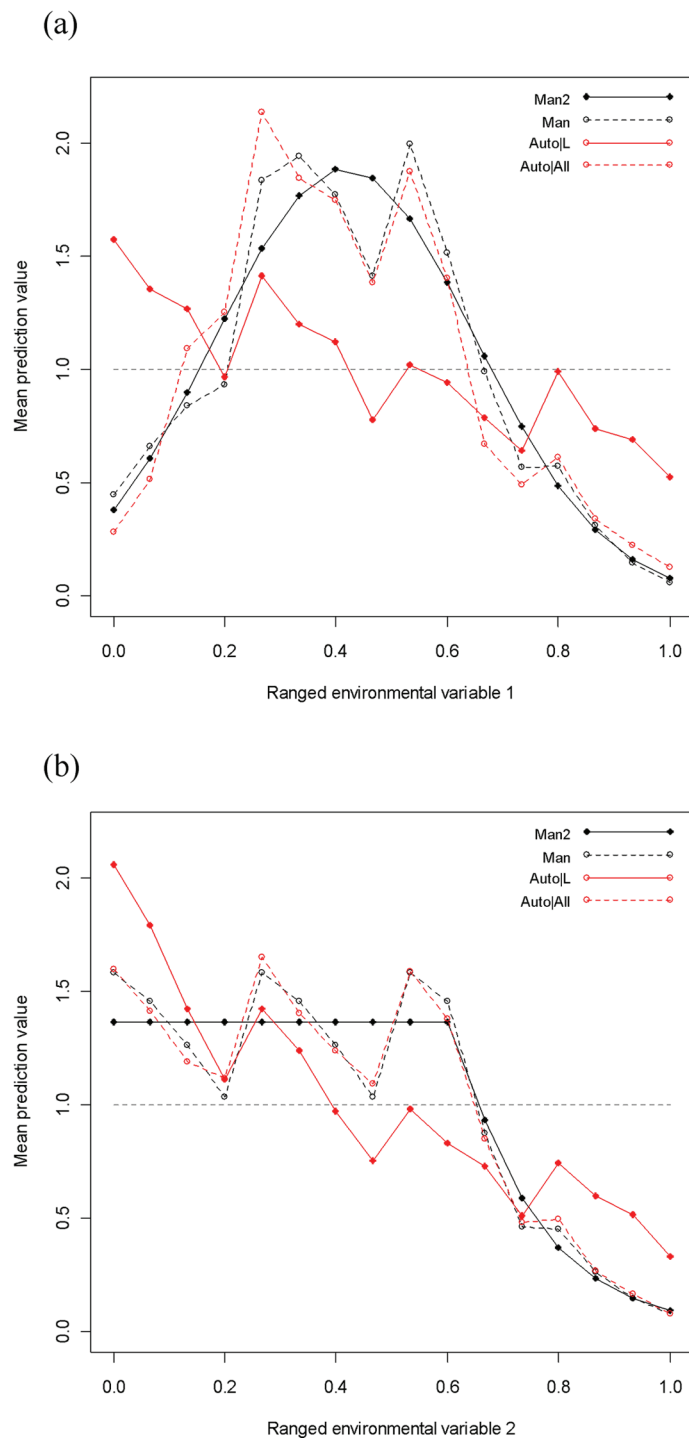 (a)
Man2
Man
Auto|L
Auto|All
2.0
1.5
1.0
0.5
0.0
Mean prediction value
0.0 0.2 0.4 0.6 0.8 1.0
Ranged environmental variable 1
(b)
Man2
Man
Auto|L
Auto|All
2.0
1.5
1.0
0.5
0.0
Mean prediction value
0.0 0.2 0.4 0.6 0.8 1.0
Ranged environmental variable 2